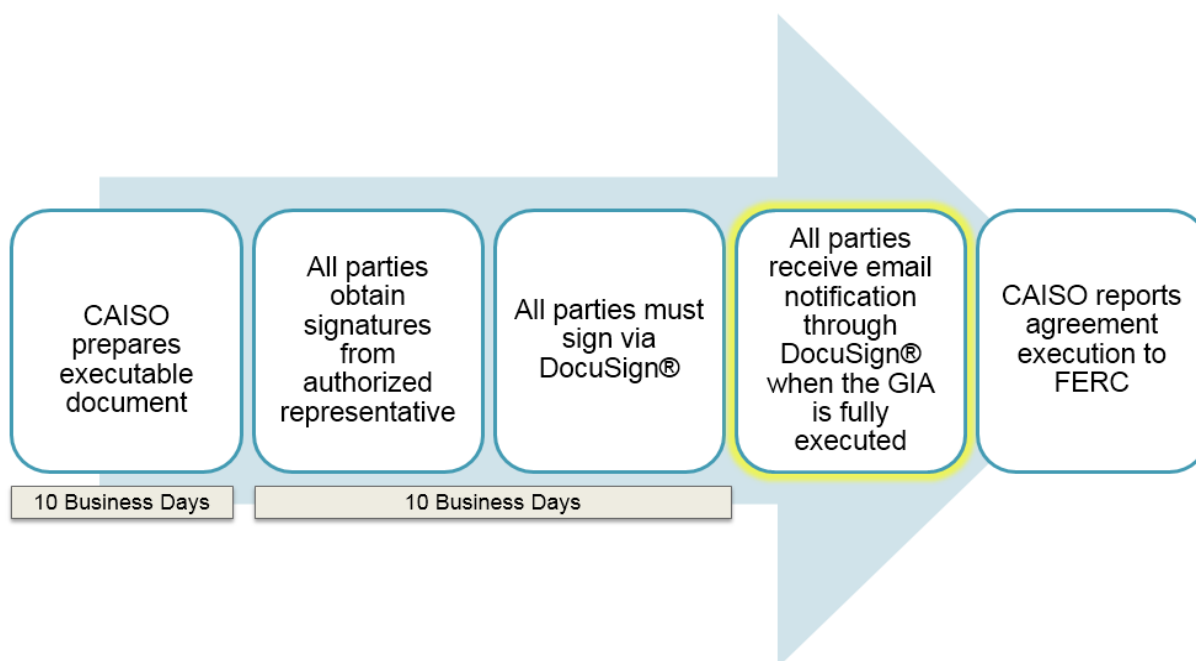 CAISO
prepares
executable
document
All parties
obtain
signatures
from
authorized
representative
All parties must
sign via
DocuSign®
All parties
receive email
notification
through
DocuSign®
when the GIA
is fully
executed
CAISO reports
agreement
execution to
FERC
10 Business Days
10 Business Days